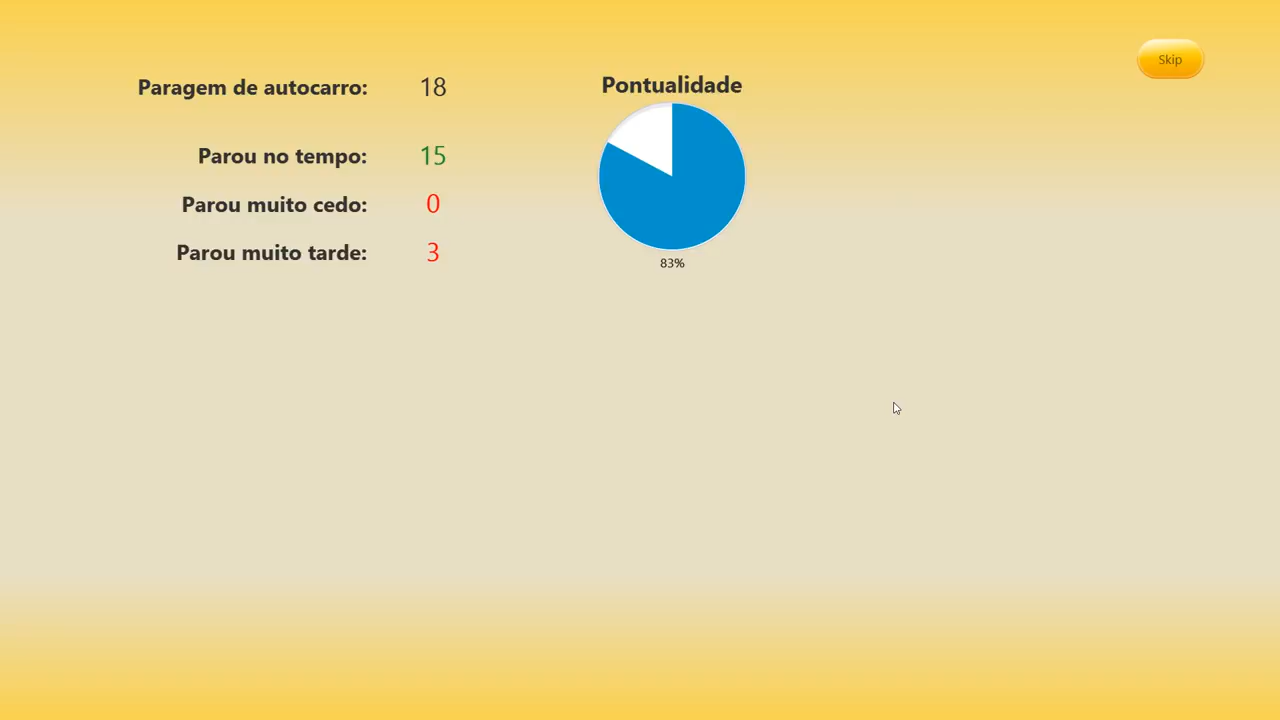 Skip
Paragem de autocarro: 18
Pontualidade
Parou no tempo: 15
Parou muito cedo: 0
Parou muito tarde: 3
83%